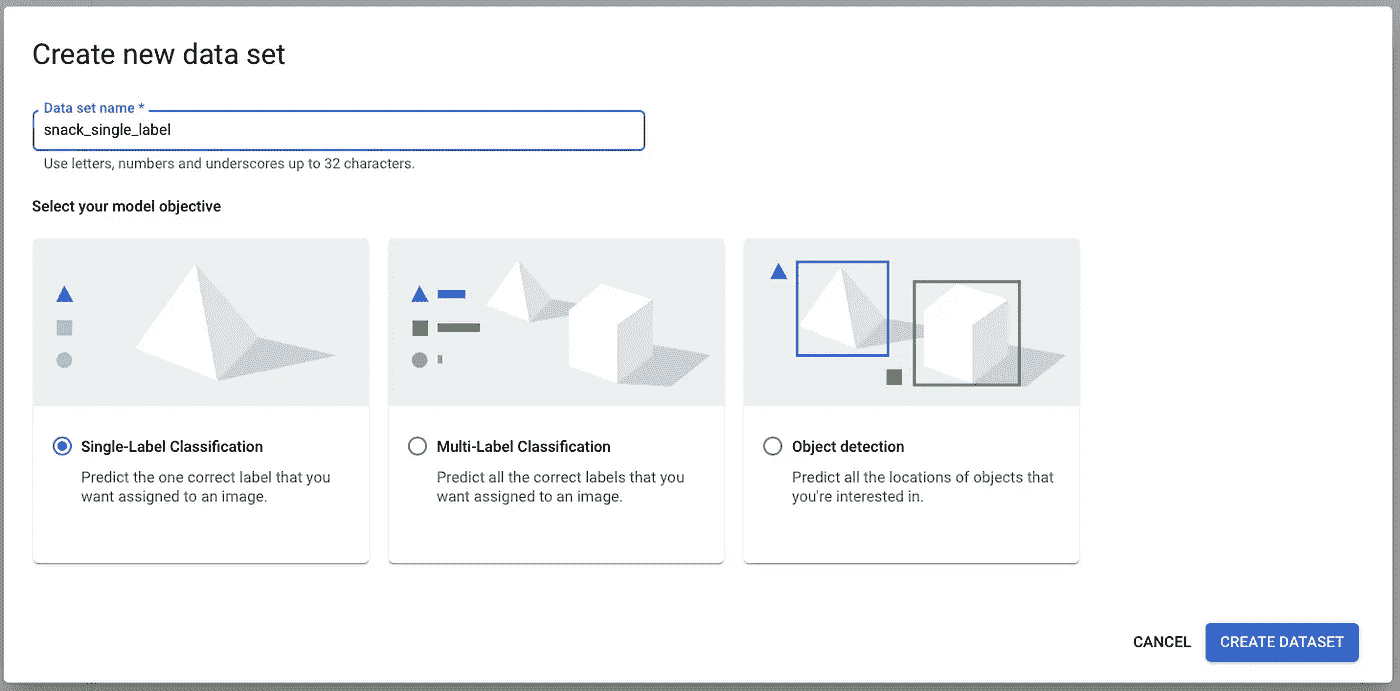 Create new data set
Data set name *
snack_single_label
Use letters, numbers and underscores up to 32 characters.
Select your model objective
Single-Label Classification
Predict the one correct label that you
want assigned to an image.
Multi-Label Classification
Predict all the correct labels that you
want assigned to an image.
Object detection
Predict all the locations of objects that
you're interested in.
CANCEL
CREATE DATASET